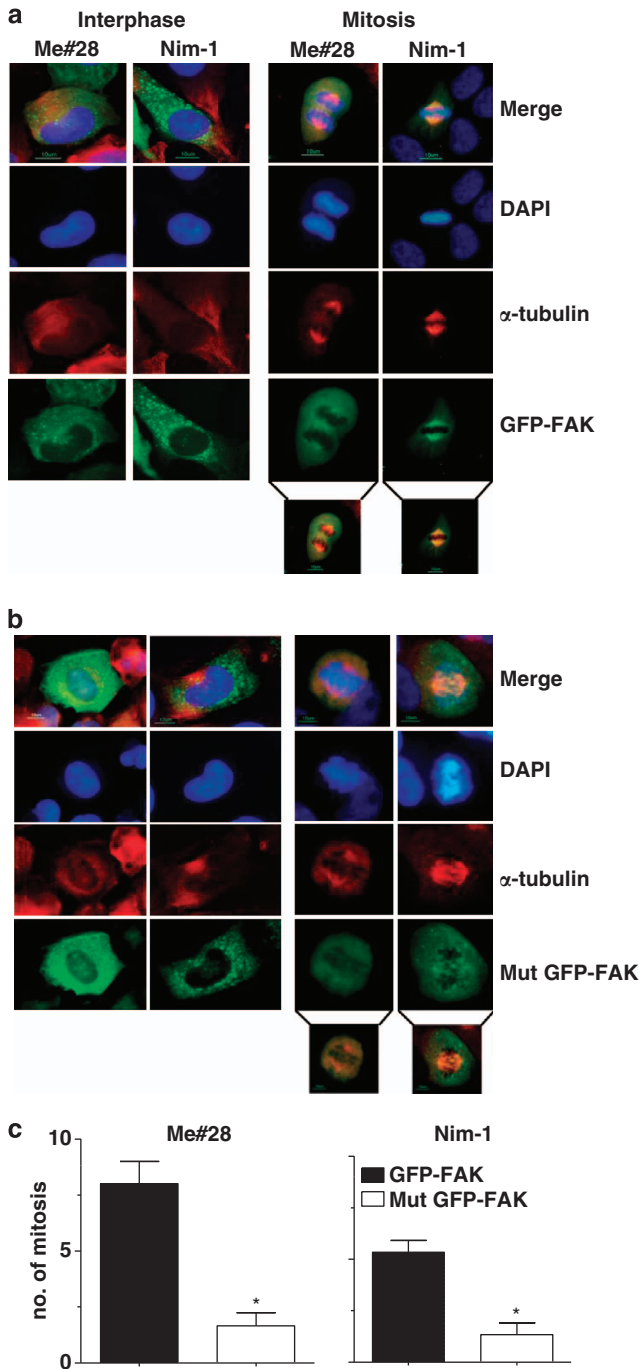 a
Interphase Mitosis
Me#28 Nim-1 Me#28 Nim-1
Merge
DAPI
α-tubulin
GFP-FAK
b
Merge
DAPI
α-tubulin
Mut GFP-FAK
c
Me#28 Nim-1
10
5
0
no. of mitosis
GFP-FAK
Mut GFP-FAK
*
*